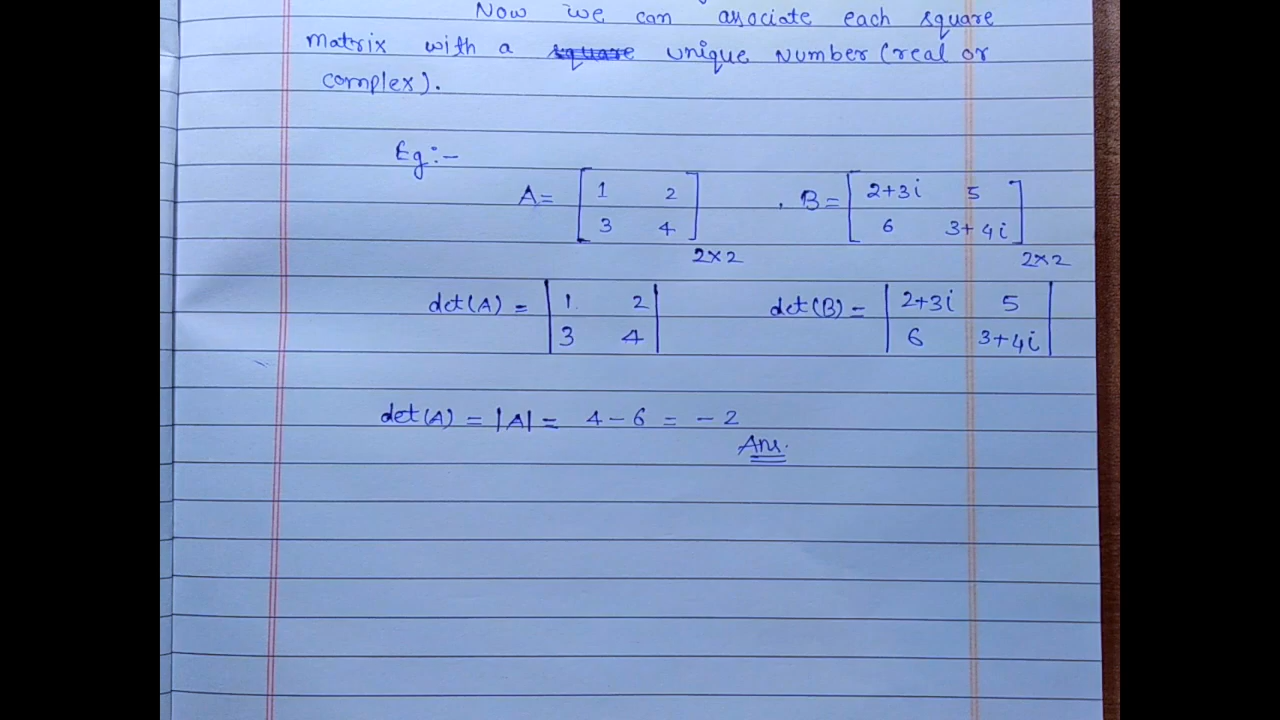 Now we can associate each square
matrix with a square unique number (real or
complex).
Eg:-
A = [ 1 2
3 4 ] 2×2
, B = [ 2+3i 5
6 3+4i ] 2×2
det(A) = | 1 2
3 4 |
det(B) = | 2+3i 5
6 3+4i |
det(A) = |A| = 4 - 6 = - 2
Ans.